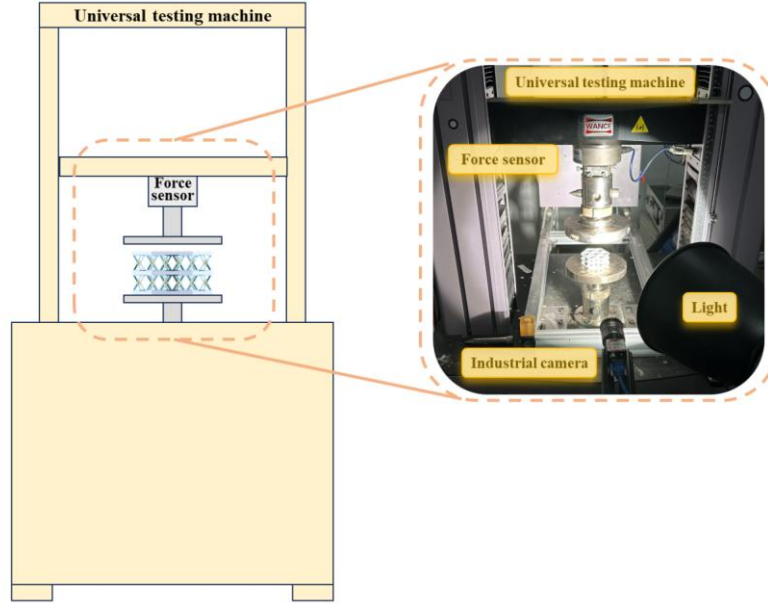 Universal testing machine
Force
sensor
Universal testing machine
WANCE
Force sensor
Light
Industrial camera